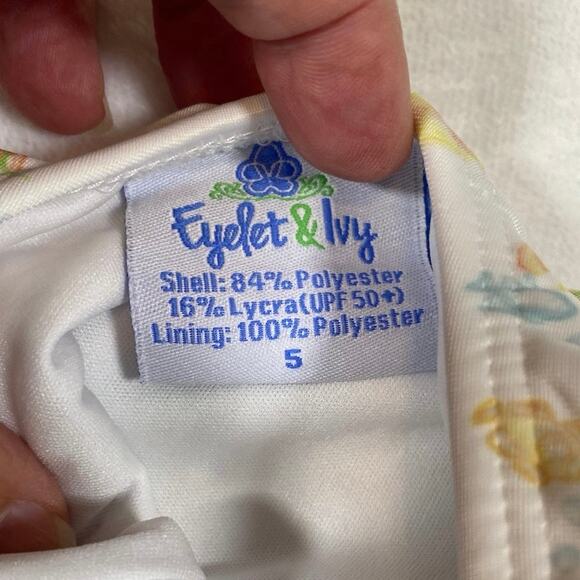 Eyelet & Ivy
Shell: 84% Polyester
16% Lycra(UPF 50+)
Lining: 100% Polyester
5